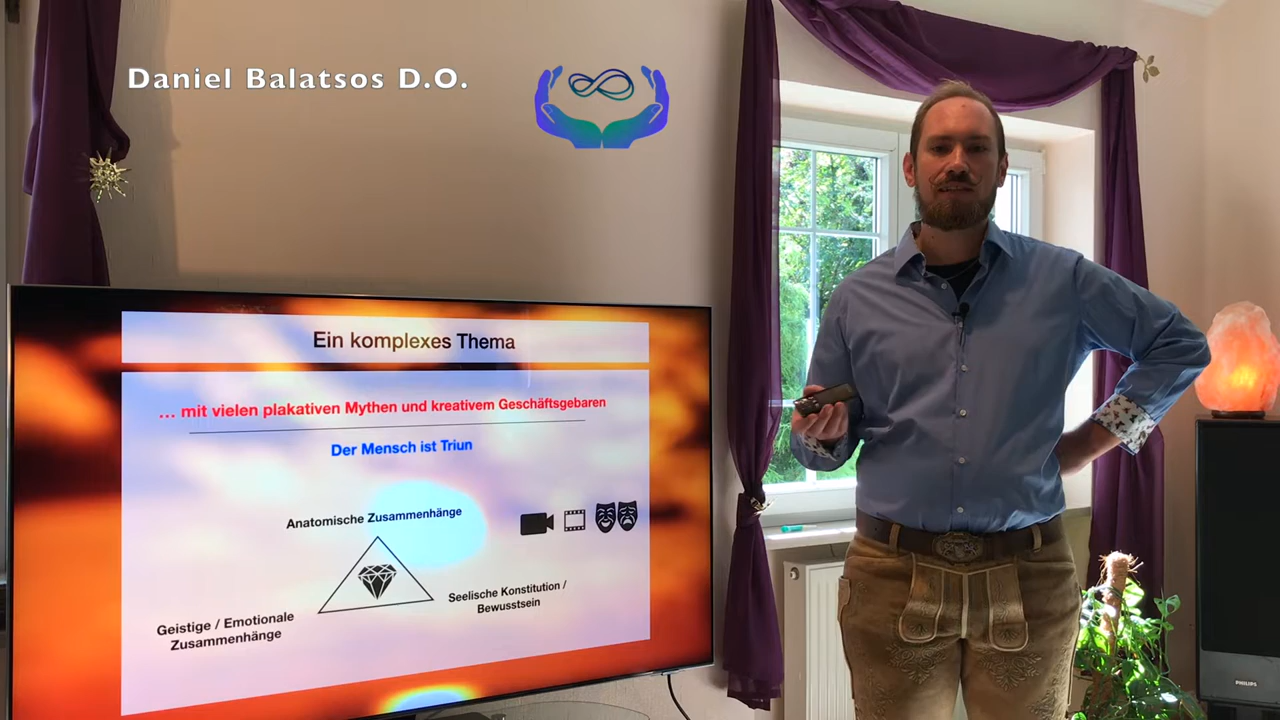 Daniel Balatsos D.O.
Ein komplexes Thema
... mit vielen plakativen Mythen und kreativem Geschäftsgebaren
Der Mensch ist Triun
Anatomische Zusammenhänge
Seelische Konstitution /
Bewusstsein
Geistige / Emotionale
Zusammenhänge
PHILIPS